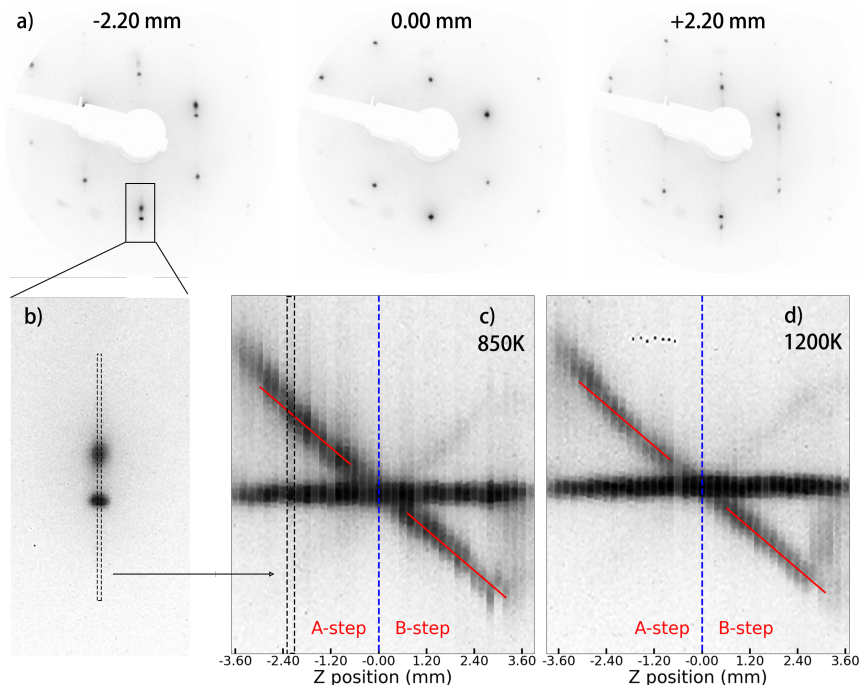 a)
-2.20 mm
0.00 mm
+2.20 mm
b)
c)
850K
d)
1200K
A-step
B-step
A-step
B-step
-3.60
-2.40
-1.20
-0.00
1.20
2.40
3.60
-3.60
-2.40
-1.20
-0.00
1.20
2.40
3.60
Z position (mm)
Z position (mm)